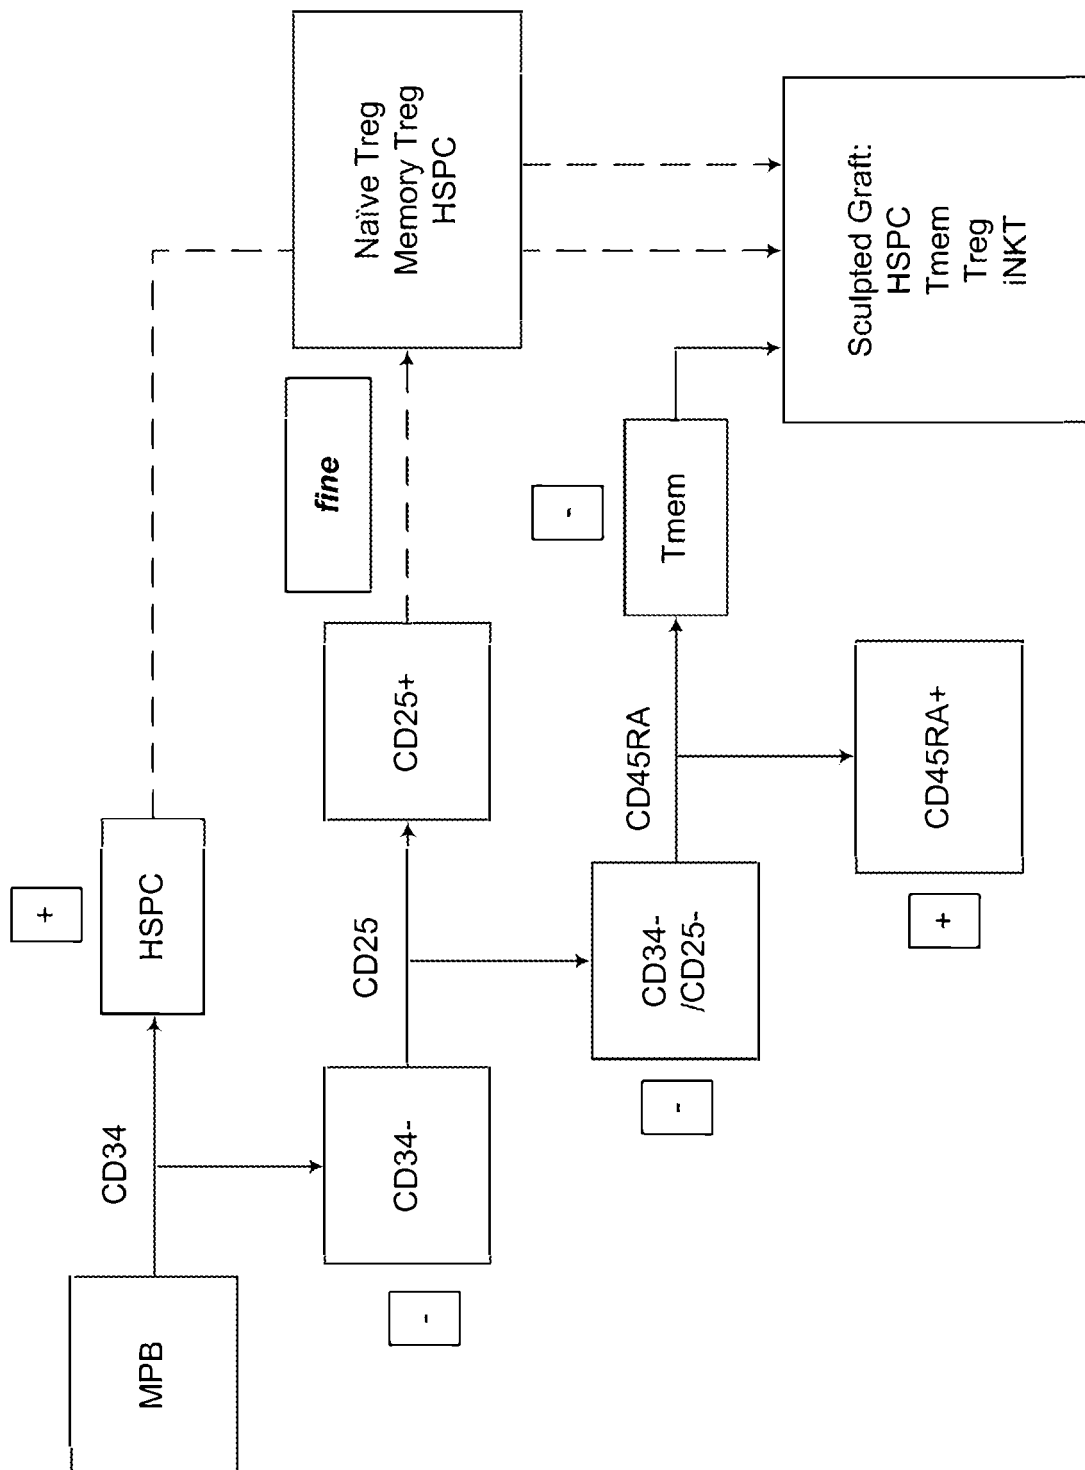 +
CD34
HSPC
MPB
-
CD34-
CD25
CD25+
fine
Naïve Treg
Memory Treg
HSPC
-
CD34-
/CD25-
CD45RA
-
Tmem
+
CD45RA+
Sculpted Graft:
HSPC
Tmem
Treg
iNKT